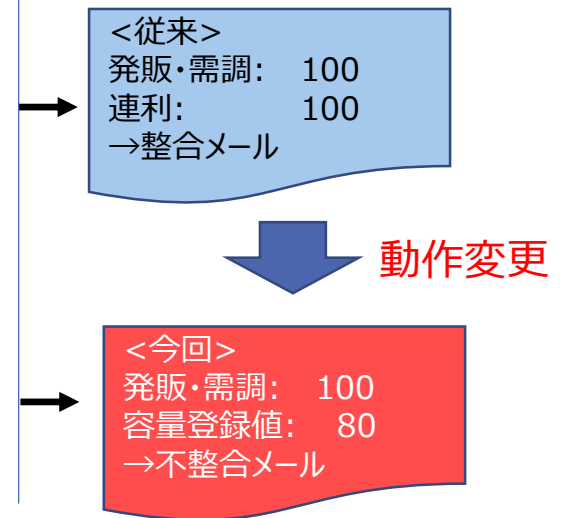 <従来>
発販・需調: 100
連利: 100
→整合メール
動作変更
<今回>
発販・需調: 100
容量登録値: 80
→不整合メール